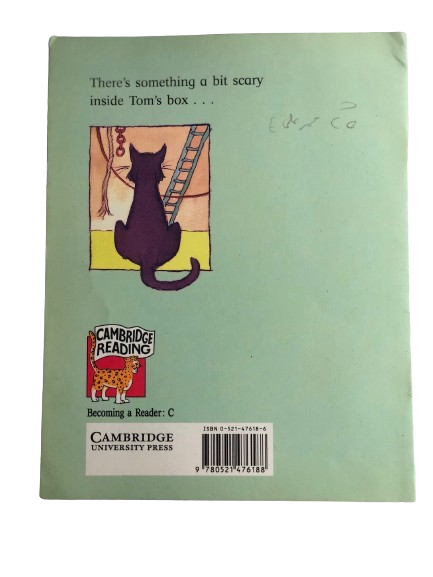 There's something a bit scary
inside Tom's box . . .
CAMBRIDGE
READING
Becoming a Reader: C
ISBN 0-521-47618-6
CAMBRIDGE
UNIVERSITY PRESS
9 780521 476188